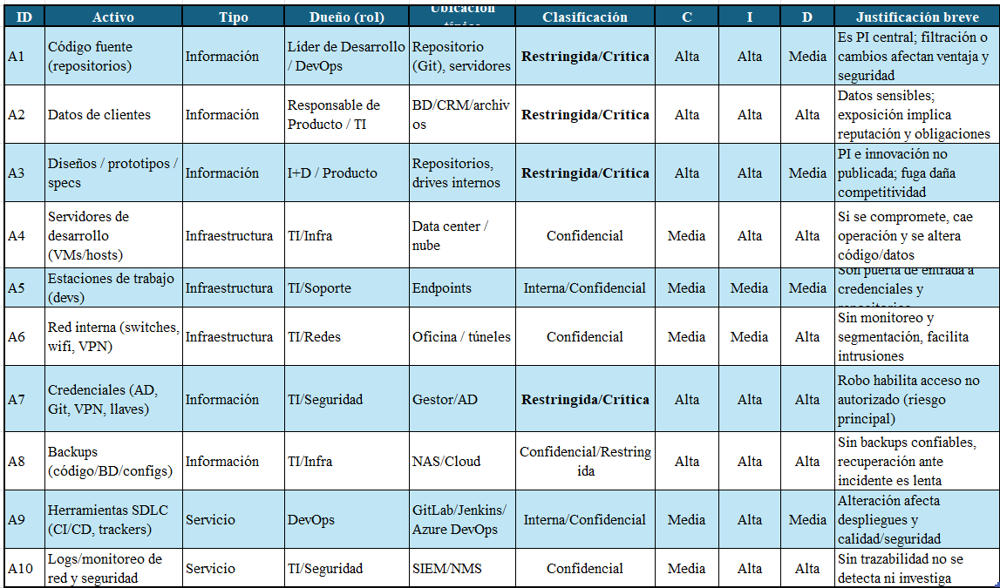 ID Activo Tipo Dueño (rol) Ubicación Clasificación C I D Justificación breve
A1
Código fuente
(repositorios)
Información
Líder de Desarrollo
/ DevOps
Repositorio
(Git), servidores
Restringida/Crítica
Alta
Alta
Media
Es PI central; filtración o
cambios afectan ventaja y
seguridad
A2
Datos de clientes
Información
Responsable de
Producto / TI
BD/CRM/archiv
os
Restringida/Crítica
Alta
Alta
Alta
Datos sensibles;
exposición implica
reputación y obligaciones
A3
Diseños / prototipos /
specs
Información
I+D / Producto
Repositorios,
drives internos
Restringida/Crítica
Alta
Alta
Media
PI e innovación no
publicada; fuga daña
competitividad
A4
Servidores de
desarrollo
(VMs/hosts)
Infraestructura
TI/Infra
Data center /
nube
Confidencial
Media
Alta
Alta
Si se compromete, cae
operación y se altera
código/datos
A5
Estaciones de trabajo
(devs)
Infraestructura
TI/Soporte
Endpoints
Interna/Confidencial
Media
Media
Media
Son puerta de entrada a
credenciales y
A6
Red interna (switches,
wifi, VPN)
Infraestructura
TI/Redes
Oficina / túneles
Confidencial
Media
Media
Alta
Sin monitoreo y
segmentación, facilita
intrusiones
A7
Credenciales (AD,
Git, VPN, llaves)
Información
TI/Seguridad
Gestor/AD
Restringida/Crítica
Alta
Alta
Alta
Robo habilita acceso no
autorizado (riesgo
principal)
A8
Backups
(código/BD/configs)
Información
TI/Infra
NAS/Cloud
Confidencial/Restring
ida
Alta
Alta
Alta
Sin backups confiables,
recuperación ante
incidente es lenta
A9
Herramientas SDLC
(CI/CD, trackers)
Servicio
DevOps
GitLab/Jenkins/
Azure DevOps
Interna/Confidencial
Media
Alta
Media
Alteración afecta
despliegues y
calidad/seguridad
A10
Logs/monitoreo de
red y seguridad
Servicio
TI/Seguridad
SIEM/NMS
Confidencial
Media
Alta
Alta
Sin trazabilidad no se
detecta ni investiga